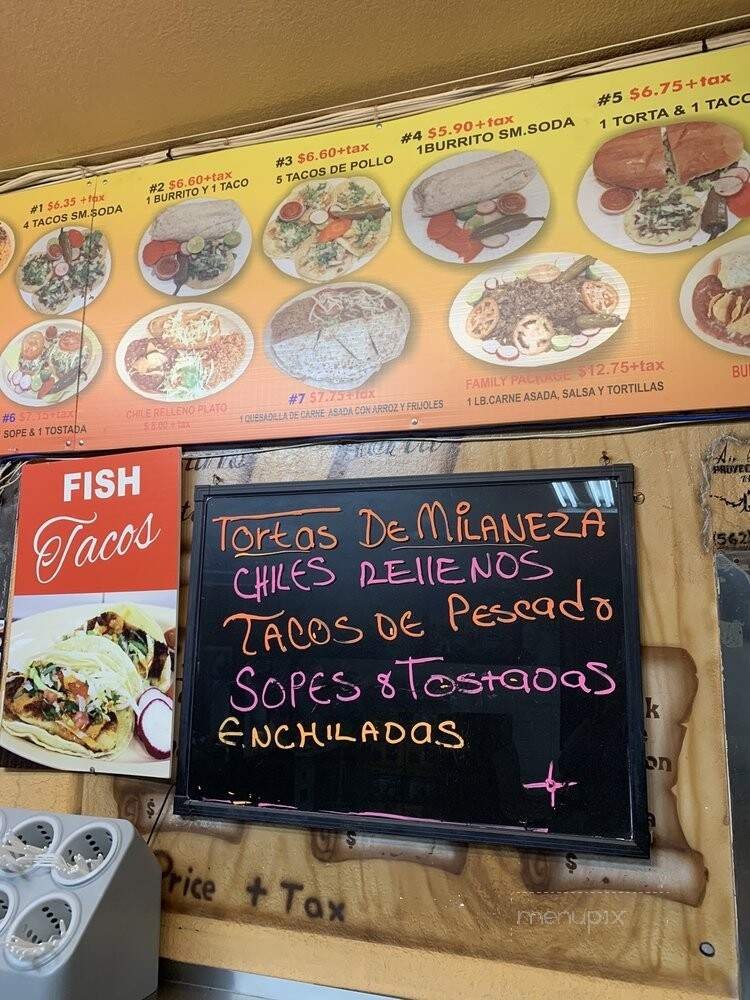 #1 $6.35 +tax
4 TACOS SM.SODA
#2 $6.60+tax
1 BURRITO Y 1 TACO
#3 $6.60+tax
5 TACOS DE POLLO
#4 $5.90+tax
1BURRITO SM.SODA
#5 $6.75+tax
1 TORTA & 1 TACO
#6 $7.15+tax
SOPE & 1 TOSTADA
CHILE RELLENO PLATO
+tax
#7 $7.75+tax
1 QUESADILLA DE CARNE ASADA CON ARROZ Y FRIJOLES
FAMILY PACKAGE $12.75+tax
1 LB.CARNE ASADA, SALSA Y TORTILLAS
BU
FISH
Tacos
Tortas De MiLANEZA
CHILES RELLENOS
TACOS DE Pescado
SOPES & Tostadas
ENCHILADAS
k
on
$
$
Price + Tax
(562)
menupix